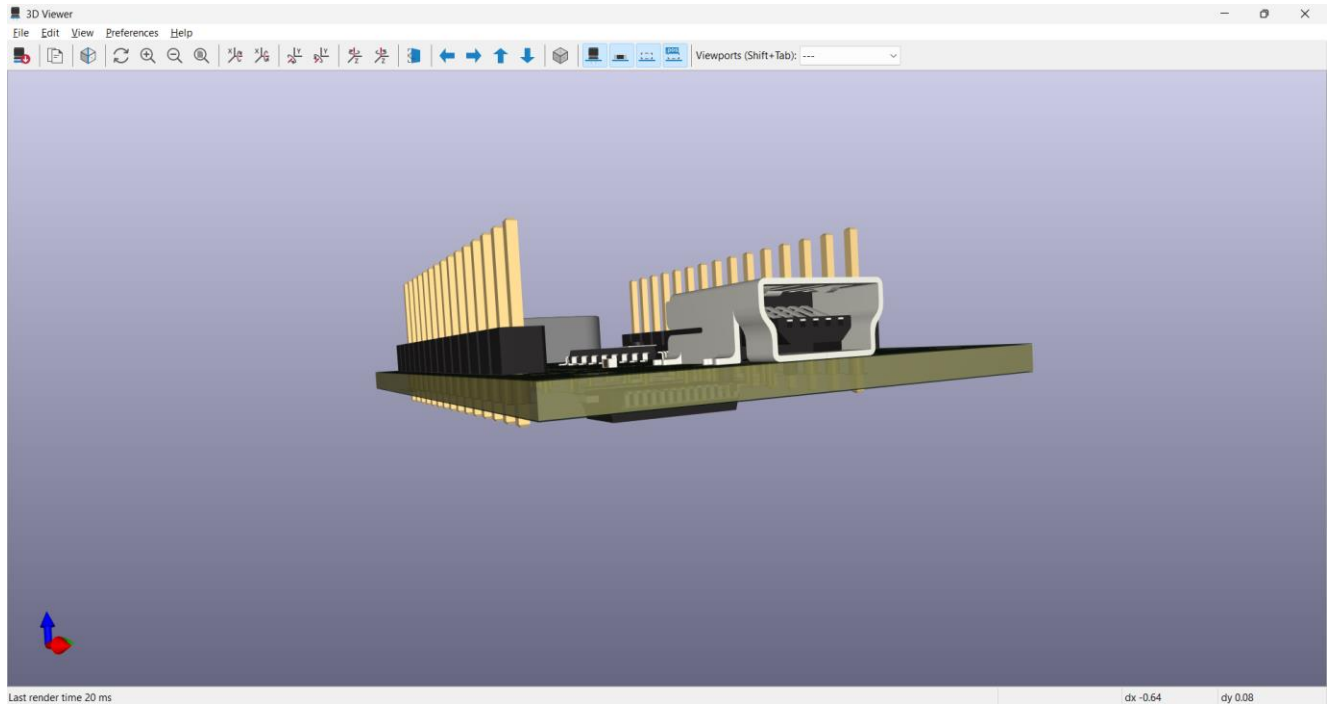 3D Viewer
File Edit View Preferences Help
Viewports (Shift+Tab): ---
Last render time 20 ms dx -0.64 dy 0.08